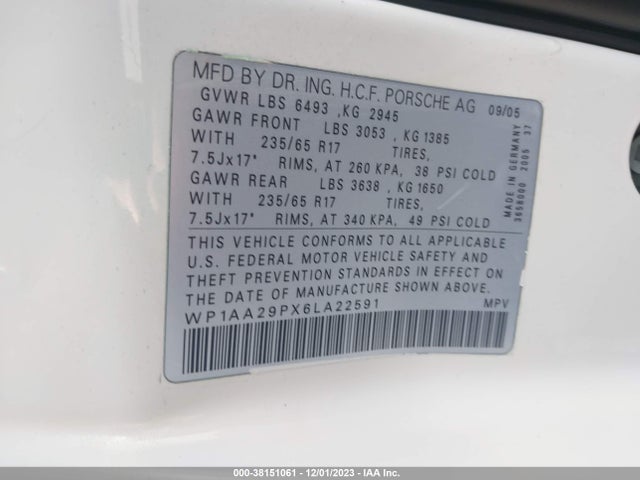 MFD BY DR. ING. H.C.F. PORSCHE AG 09/05
GVWR LBS 6493 ,KG 2945
GAWR FRONT LBS 3053 , KG 1385
WITH 235/65 R17 TIRES,
7.5Jx17" RIMS, AT 260 KPA, 38 PSI COLD
GAWR REAR LBS 3638 , KG 1650
WITH 235/65 R17 TIRES,
7.5Jx17" RIMS, AT 340 KPA, 49 PSI COLD
THIS VEHICLE CONFORMS TO ALL APPLICABLE
U.S. FEDERAL MOTOR VEHICLE SAFETY AND
THEFT PREVENTION STANDARDS IN EFFECT ON
THE DATE OF MANUFACTURE SHOWN ABOVE.
WP1AA29PX6LA22591 MPV
MADE IN GERMANY
3658000 2005 37
000-38151061 - 12/01/2023 - IAA Inc.